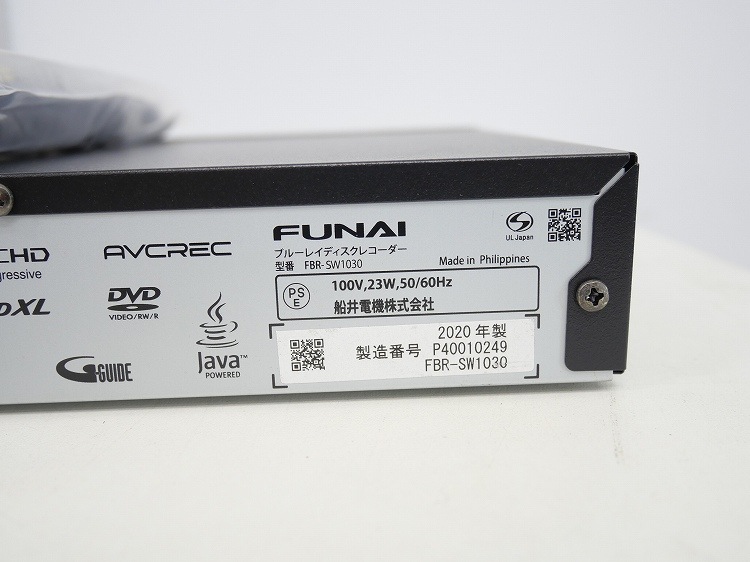 CHD
gressive
AVCREC
DXL
DVD
VIDEO/RW/R
G-GUIDE
Java™
POWERED
FUNAI
ブルーレイディスクレコーダー
型番 FBR-SW1030
UL Japan
Made in Philippines
PS
E
100V,23W,50/60Hz
船井電機株式会社
2020 年製
製造番号 P40010249
FBR-SW1030